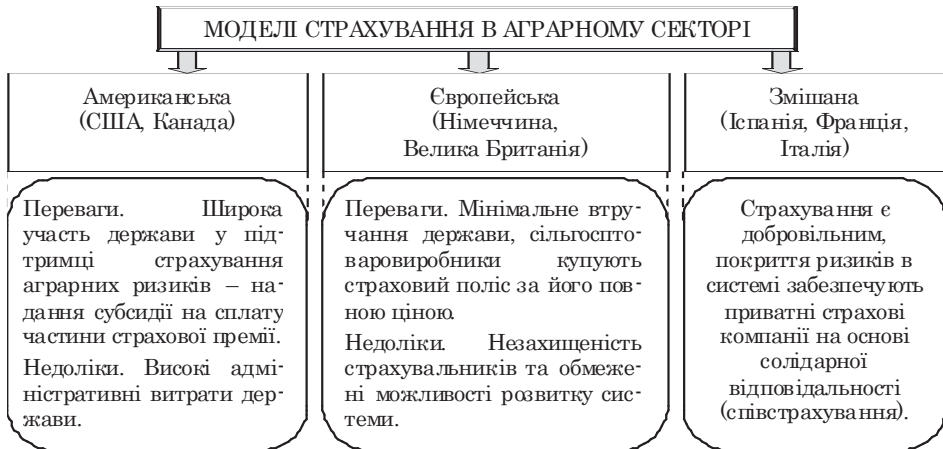 МОДЕЛІ СТРАХУВАННЯ В АГРАРНОМУ СЕКТОРІ
Американська
(США, Канада)
Переваги. Широка
участь держави у під-
тримці страхування
аграрних ризиків – на-
дання субсидії на сплату
частини страхової премії.
Недоліки. Високі адмі-
ністративні витрати дер-
жави.
Європейська
(Німеччина,
Велика Британія)
Переваги. Мінімальне втру-
чання держави, сільгоспто-
варовиробники купують
страховий поліс за його пов-
ною ціною.
Недоліки. Незахищеність
страхувальників та обмеже-
ні можливості розвитку сис-
теми.
Змішана
(Іспанія, Франція,
Італія)
Страхування є
добровільним,
покриття ризиків в
системі забезпечують
приватні страхові
компанії на основі
солідарної
відповідальності
(співстрахування).